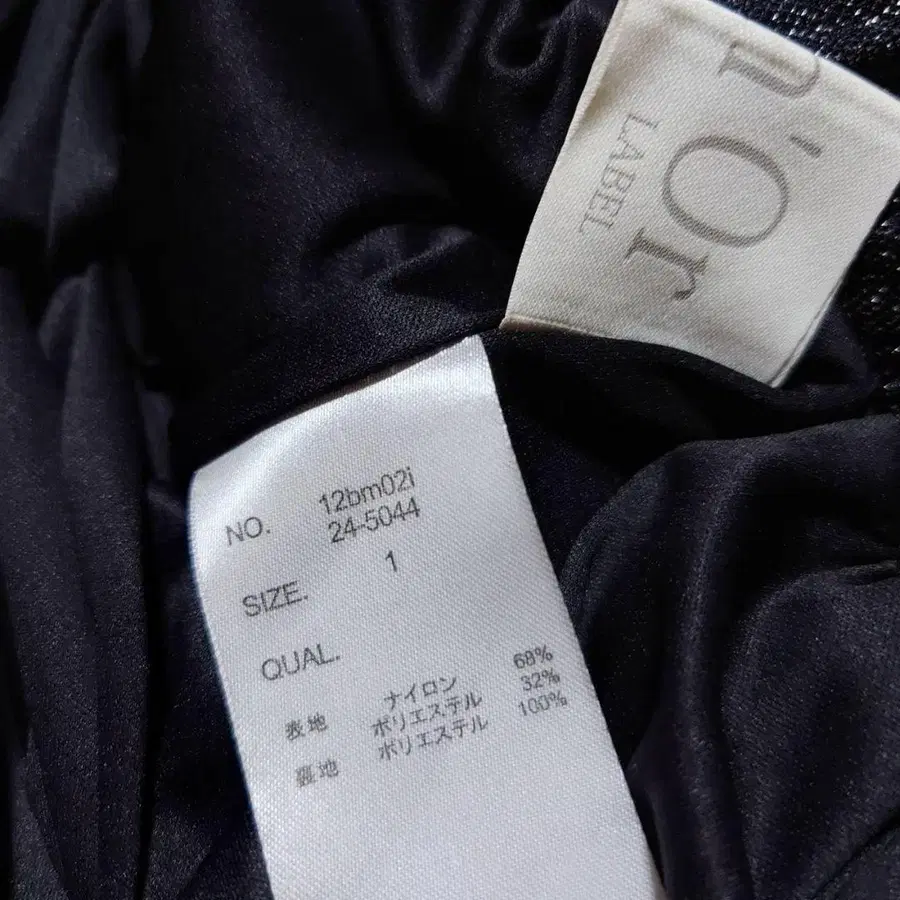 'Or
LABEL
NO. 12bm02i
24-5044
SIZE. 1
QUAL.
表地 ナイロン 68%
ポリエステル 32%
裏地 ポリエステル 100%